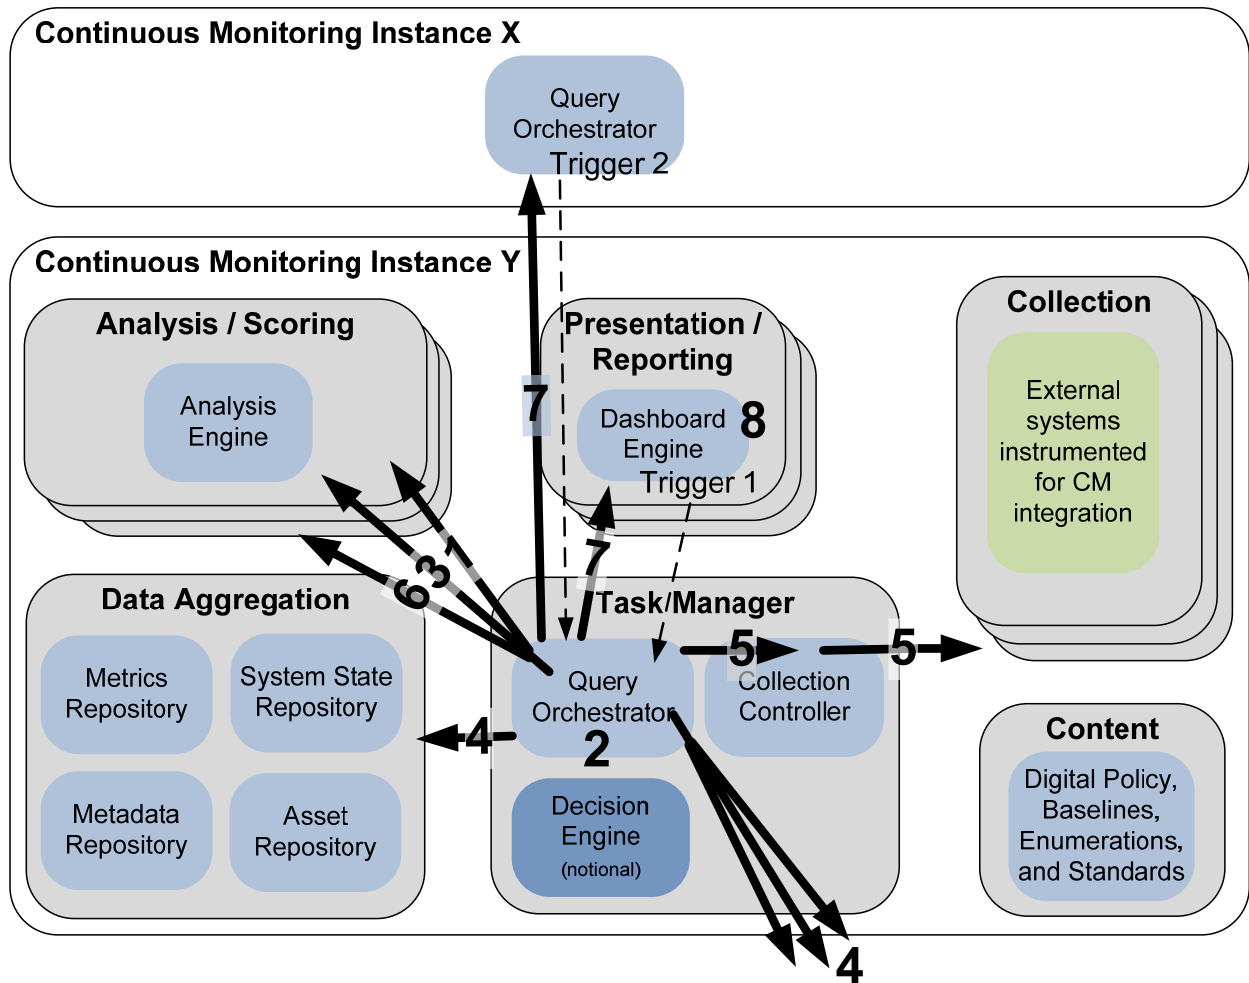 Continuous Monitoring Instance X
Query
Orchestrator
Trigger 2
Continuous Monitoring Instance Y
Analysis / Scoring
Analysis
Engine
7
Presentation /
Reporting
Dashboard
Engine
8
Trigger 1
Collection
External
systems
instrumented
for CM
integration
3
6
7
Data Aggregation
Metrics
Repository
System State
Repository
Metadata
Repository
Asset
Repository
4
Task Manager
Query
Orchestrator
2
5
Collection
Controller
5
Decision
Engine
(notional)
Content
Digital Policy,
Baselines,
Enumerations,
and Standards
4